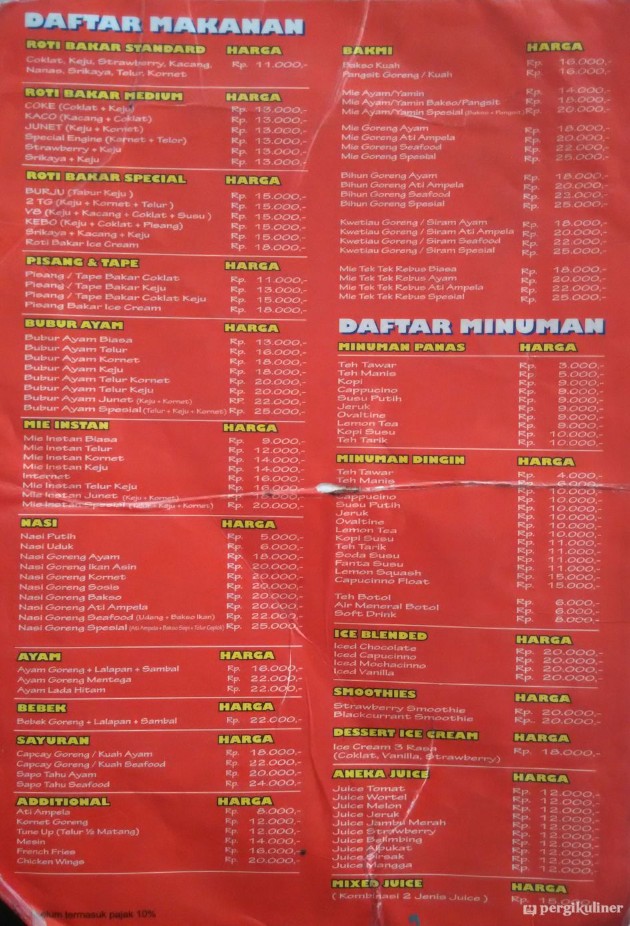 DAFTAR MAKANAN
ROTI BAKAR STANDARD HARGA
Coklat, Keju, Strawberry, Kacang, Rp. 11.000,-
Nanas, Srikaya, Telur, Kornet
ROTI BAKAR MEDIUM HARGA
COKE (Coklat + Keju) Rp. 13.000,-
KACO (Kacang + Coklat) Rp. 13.000,-
JUNET (Keju + Kornet) Rp. 13.000,-
Special Engine (Kornet + Telor) Rp. 13.000,-
Strawberry + Keju Rp. 13.000,-
Srikaya + Keju Rp. 13.000,-
ROTI BAKAR SPECIAL HARGA
BURJU (Tabur Keju ) Rp. 15.000,-
2 TG (Keju + Kornet + Telur ) Rp. 15.000,-
V8 (Keju + Kacang + Coklat + Susu ) Rp. 15.000,-
KEBO (Keju + Coklat + Pisang) Rp. 15.000,-
Srikaya + Kacang + Keju Rp. 15.000,-
Roti Bakar Ice Cream Rp. 18.000,-
PISANG & TAPE HARGA
Pisang / Tape Bakar Coklat Rp. 11.000,-
Pisang / Tape Bakar Keju Rp. 13.000,-
Pisang / Tape Bakar Coklat Keju Rp. 15.000,-
Pisang Bakar Ice Cream Rp. 18.000,-
BUBUR AYAM HARGA
Bubur Ayam Biasa Rp. 13.000,-
Bubur Ayam Telur Rp. 16.000,-
Bubur Ayam Kornet Rp. 18.000,-
Bubur Ayam Keju Rp. 18.000,-
Bubur Ayam Telur Kornet Rp. 20.000,-
Bubur Ayam Telur Keju Rp. 20.000,-
Bubur Ayam Junet (Keju + Kornet) RP. 22.000,-
Bubur Ayam Spesial (Telur + Keju + Kornet) RP. 25.000,-
MIE INSTAN HARGA
Mie Instan Biasa Rp. 9.000,-
Mie Instan Telur Rp. 12.000,-
Mie Instan Kornet Rp. 14.000,-
Mie Instan Keju Rp. 14.000,-
Internet Rp. 16.000,-
Mie Instan Telur Keju Rp. 16.000,-
Mie Instan Junet (Keju + Kornet) Rp.
Mie Instan Spesial (Keju + Kornet) Rp. 20.000,-
NASI HARGA
Nasi Putih Rp. 5.000,-
Nasi Uduk Rp. 6.000,-
Nasi Goreng Ayam Rp. 18.000,-
Nasi Goreng Ikan Asin Rp. 20.000,-
Nasi Goreng Kornet Rp. 20.000,-
Nasi Goreng Sosis Rp. 20.000,-
Nasi Goreng Bakso Rp. 20.000,-
Nasi Goreng Ati Ampela Rp. 20.000,-
Nasi Goreng Seafood (Udang + Bakso Ikan) Rp. 22.000,-
Nasi Goreng Spesial Rp. 25.000,-
AYAM HARGA
Ayam Goreng + Lalapan + Sambal Rp. 16.000,-
Ayam Goreng Mentega Rp. 22.000,-
Ayam Lada Hitam Rp. 22.000,-
BEBEK HARGA
Bebek Goreng + Lalapan + Sambal Rp. 22.000,-
SAYURAN HARGA
Capcay Goreng / Kuah Ayam Rp. 18.000,-
Capcay Goreng / Kuah Seafood Rp. 22.000,-
Sapo Tahu Ayam Rp. 20.000,-
Sapo Tahu Seafood Rp. 24.000,-
ADDITIONAL HARGA
Ati Ampela Rp. 8.000,-
Kornet Goreng Rp. 12.000,-
Tune Up (Telur ½ Matang) Rp. 12.000,-
Mesin Rp. 14.000,-
French Fries Rp. 16.000,-
Chicken Wings Rp. 20.000,-
termasuk pajak 10%
BAKMI HARGA
Bakso Kuah Rp. 16.000,-
Pangsit Goreng / Kuah Rp. 16.000,-
Mie Ayam/Yamin Rp. 14.000,-
Mie Ayam/Yamin Bakso/Pangsit Rp. 18.000,-
Mie Ayam/Yamin Spesial (Bakso + Pangsit) Rp. 20.000,-
Mie Goreng Ayam Rp. 18.000,-
Mie Goreng Ati Ampela Rp. 20.000,-
Mie Goreng Seafood Rp. 22.000,-
Mie Goreng Spesial Rp. 25.000,-
Bihun Goreng Ayam Rp. 18.000,-
Bihun Goreng Ati Ampela Rp. 20.000,-
Bihun Goreng Seafood Rp. 22.000,-
Bihun Goreng Spesial Rp. 25.000,-
Kwetiau Goreng / Siram Ayam Rp. 18.000,-
Kwetiau Goreng / Siram Ati Ampela Rp. 20.000,-
Kwetiau Goreng / Siram Seafood Rp. 22.000,-
Kwetiau Goreng / Siram Spesial Rp. 25.000,-
Mie Tek Tek Rebus Biasa Rp. 18.000,-
Mie Tek Tek Rebus Ayam Rp. 20.000,-
Mie Tek Tek Rebus Ati Ampela Rp. 22.000,-
Mie Tek Tek Rebus Spesial Rp. 25.000,-
DAFTAR MINUMAN
MINUMAN PANAS HARGA
Teh Tawar Rp. 3.000,-
Teh Manis Rp. 5.000,-
Kopi Rp. 9.000,-
Cappucino Rp. 9.000,-
Susu Putih Rp. 9.000,-
Jeruk Rp. 9.000,-
Ovaltine Rp. 9.000,-
Lemon Tea Rp. 9.000,-
Kopi Susu Rp. 10.000,-
Teh Tarik Rp. 10.000,-
MINUMAN DINGIN HARGA
Teh Tawar Rp. 4.000,-
Teh Manis Rp.
Cappucino Rp. 10.000,-
Susu Putih Rp. 10.000,-
Jeruk Rp. 10.000,-
Ovaltine Rp. 10.000,-
Lemon Tea Rp. 10.000,-
Kopi Susu Rp. 11.000,-
Teh Tarik Rp. 11.000,-
Soda Susu Rp. 11.000,-
Fanta Susu Rp. 11.000,-
Lemon Squash Rp. 15.000,-
Capucinno Float Rp. 15.000,-
Teh Botol Rp. 6.000,-
Air Meneral Botol Rp. 6.000,-
Soft Drink Rp. 8.000,-
ICE BLENDED HARGA
Iced Chocolate Rp. 20.000,-
Iced Capucinno Rp. 20.000,-
Iced Mochacinno Rp. 20.000,-
Iced Vanilla Rp. 20.000,-
SMOOTHIES HARGA
Strawberry Smoothie Rp. 20.000,-
Blackcurrant Smoothie Rp. 20.000,-
DESSERT ICE CREAM HARGA
Ice Cream 3 Rasa Rp. 18.000,-
(Coklat, Vanilla, Strawberry)
ANEKA JUICE HARGA
Juice Tomat Rp. 12.000,-
Juice Wortel Rp. 12.000,-
Juice Melon Rp. 12.000,-
Juice Jeruk Rp. 12.000,-
Juice Jambu Merah Rp. 12.000,-
Juice Strawberry Rp. 12.000,-
Juice Belimbing Rp. 12.000,-
Juice Alpukat Rp. 12.000,-
Juice Sirsak Rp. 12.000,-
Juice Mangga Rp. 12.000,-
MIXED JUICE HARGA
( Kombinasi 2 Jenis Juice ) Rp.
pergikuliner